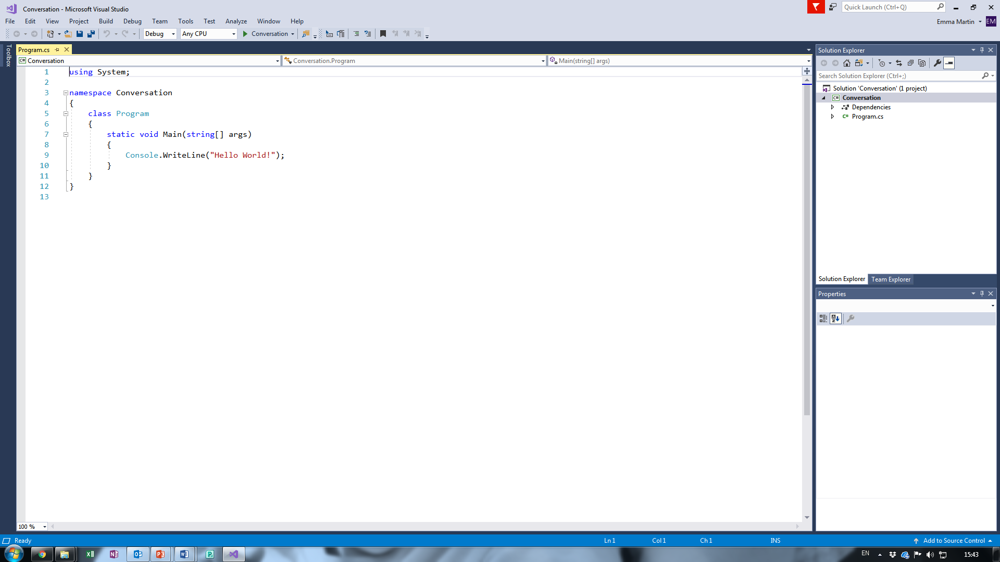 Conversation - Microsoft Visual Studio
Quick Launch (Ctrl+Q)
File Edit View Project Build Debug Team Tools Test Analyze Window Help
Emma Martin EM
Debug Any CPU Conversation
Toolbox
Program.cs
Conversation Conversation.Program Main(string[] args)
1 using System;
2
3 namespace Conversation
4 {
5 class Program
6 {
7 static void Main(string[] args)
8 {
9 Console.WriteLine("Hello World!");
10 }
11 }
12 }
13
100 %
Solution Explorer
Search Solution Explorer (Ctrl+;)
Solution 'Conversation' (1 project)
C# Conversation
Dependencies
C# Program.cs
Solution Explorer Team Explorer
Properties
Ready Ln 1 Col 1 Ch 1 INS Add to Source Control
EN 15:43